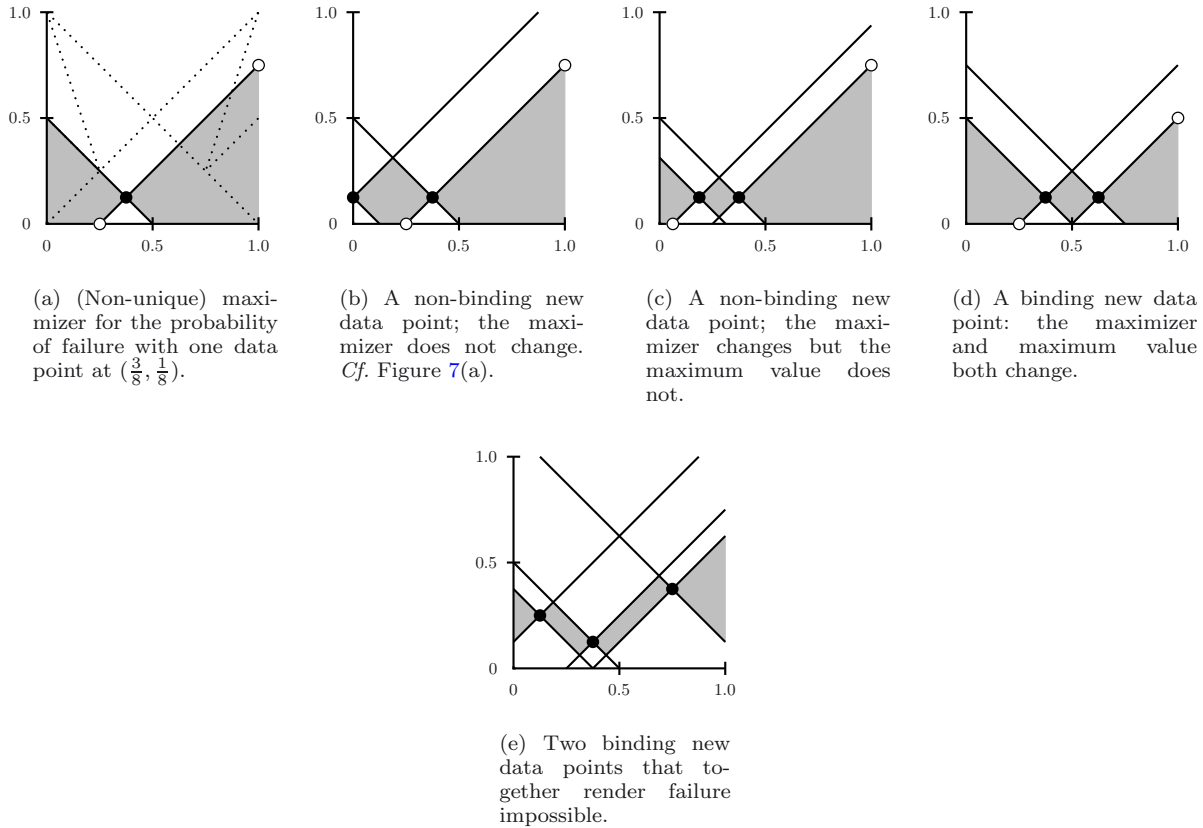 1.0
0.5
0
0 0.5 1.0
(a) (Non-unique) maxi-
mizer for the probability
of failure with one data
point at (3/8, 1/8).
1.0
0.5
0
0 0.5 1.0
(b) A non-binding new
data point; the maxi-
mizer does not change.
Cf. Figure 7(a).
1.0
0.5
0
0 0.5 1.0
(c) A non-binding new
data point; the maxi-
mizer changes but the
maximum value does
not.
1.0
0.5
0
0 0.5 1.0
(d) A binding new data
point: the maximizer
and maximum value
both change.
1.0
0.5
0
0 0.5 1.0
(e) Two binding new
data points that to-
gether render failure
impossible.